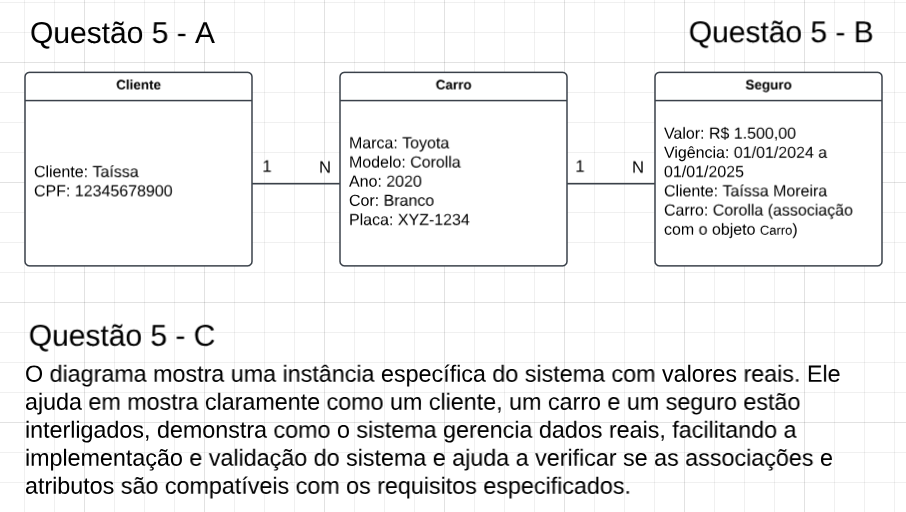 Questão 5 - A
Questão 5 - B
Cliente
Cliente: Taíssa
CPF: 12345678900
1
N
Carro
Marca: Toyota
Modelo: Corolla
Ano: 2020
Cor: Branco
Placa: XYZ-1234
1
N
Seguro
Valor: R$ 1.500,00
Vigência: 01/01/2024 a
01/01/2025
Cliente: Taíssa Moreira
Carro: Corolla (associação
com o objeto Carro)
Questão 5 - C
O diagrama mostra uma instância específica do sistema com valores reais. Ele
ajuda em mostra claramente como um cliente, um carro e um seguro estão
interligados, demonstra como o sistema gerencia dados reais, facilitando a
implementação e validação do sistema e ajuda a verificar se as associações e
atributos são compatíveis com os requisitos especificados.